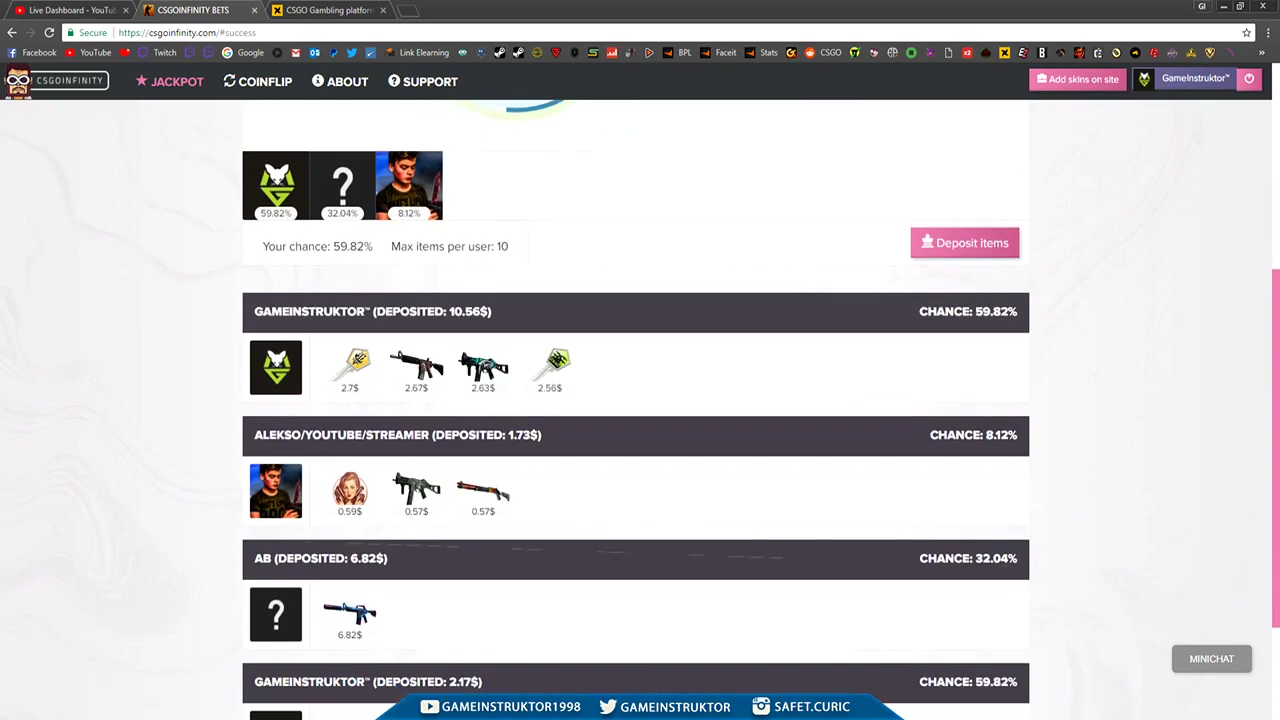 Live Dashboard - YouTu
CSGOINFINITY BETS
CSGO Gambling platform
GI
Secure
https://csgoinfinity.com/#success
Facebook
YouTube
Twitch
Google
Link Elearning
BPL
Faceit
Stats
CSGO
CSGOINFINITY
JACKPOT
COINFLIP
ABOUT
SUPPORT
Add skins on site
GameInstruktor™
59.82%
32.04%
8.12%
Your chance: 59.82%
Max items per user: 10
Deposit items
GAMEINSTRUKTOR™ (DEPOSITED: 10.56$)
CHANCE: 59.82%
2.7$
2.67$
2.63$
2.56$
ALEKSO/YOUTUBE/STREAMER (DEPOSITED: 1.73$)
CHANCE: 8.12%
0.59$
0.57$
0.57$
AB (DEPOSITED: 6.82$)
CHANCE: 32.04%
6.82$
MINICHAT
GAMEINSTRUKTOR™ (DEPOSITED: 2.17$)
CHANCE: 59.82%
GAMEINSTRUKTOR1998
GAMEINSTRUKTOR
SAFET.CURIC